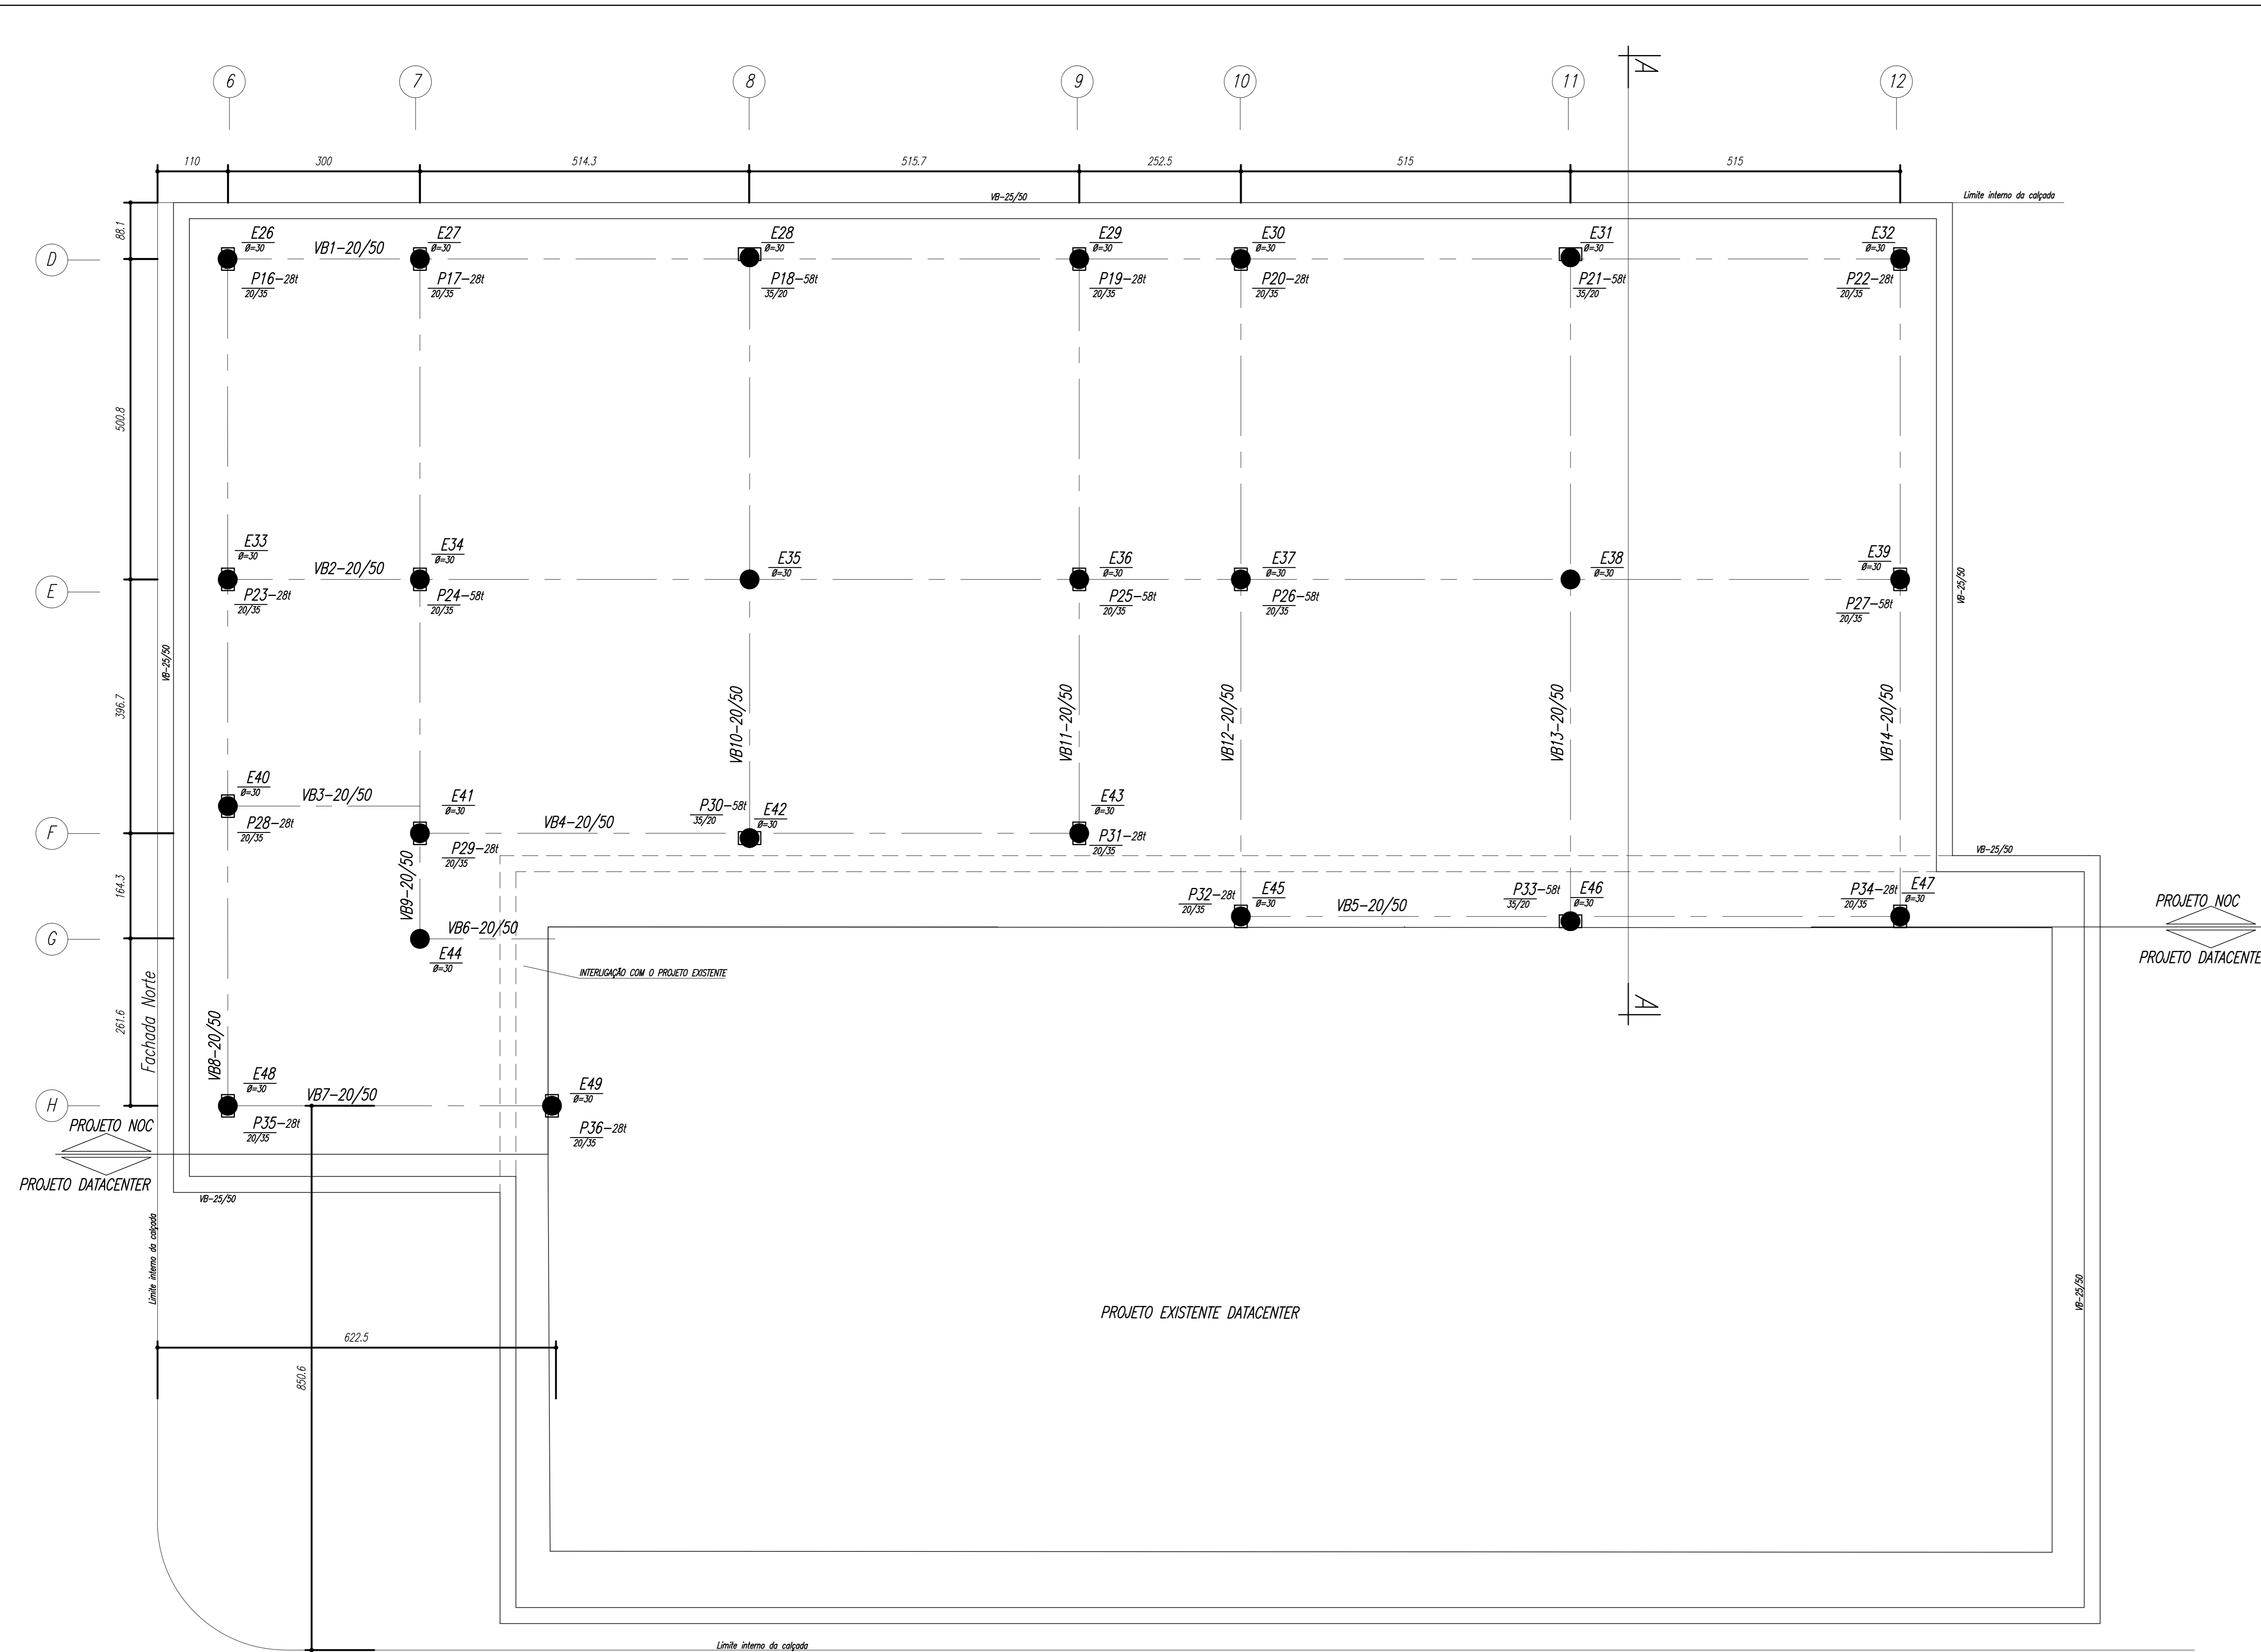 6 7 8 9 10 11 12
A
110 300 514.3 515.7 252.5 515 515
VB-25/50
Limite interno da calçada
88.1
D
E26
Ø=30
VB1-20/50
P16-28t
20/35
E27
Ø=30
P17-28t
20/35
E28
Ø=30
P18-58t
35/20
E29
Ø=30
P19-28t
20/35
E30
Ø=30
P20-28t
20/35
E31
Ø=30
P21-58t
35/20
E32
Ø=30
P22-28t
20/35
500.8
E
E33
Ø=30
VB2-20/50
P23-28t
20/35
E34
Ø=30
P24-58t
20/35
E35
Ø=30
E36
Ø=30
P25-58t
20/35
E37
Ø=30
P26-58t
20/35
E38
Ø=30
E39
Ø=30
P27-58t
20/35
VB-25/50
VB-25/50
396.7
VB10-20/50
VB11-20/50
VB12-20/50
VB13-20/50
VB14-20/50
E40
Ø=30
VB3-20/50
P28-28t
20/35
F
E41
Ø=30
P29-28t
20/35
VB4-20/50
P30-58t
35/20
E42
Ø=30
E43
Ø=30
P31-28t
20/35
VB-25/50
164.3
VB9-20/50
P32-28t
20/35
E45
Ø=30
VB5-20/50
P33-58t
35/20
E46
Ø=30
P34-28t
20/35
E47
Ø=30
PROJETO NOC
PROJETO DATACENTE
G
VB6-20/50
E44
Ø=30
INTERLIGAÇÃO COM O PROJETO EXISTENTE
A
261.6
Fachada Norte
VB8-20/50
H
E48
Ø=30
VB7-20/50
P35-28t
20/35
E49
Ø=30
P36-28t
20/35
PROJETO NOC
PROJETO DATACENTER
VB-25/50
Limite interno da calçada
622.5
850.6
PROJETO EXISTENTE DATACENTER
VB-25/50
Limite interno da calçada